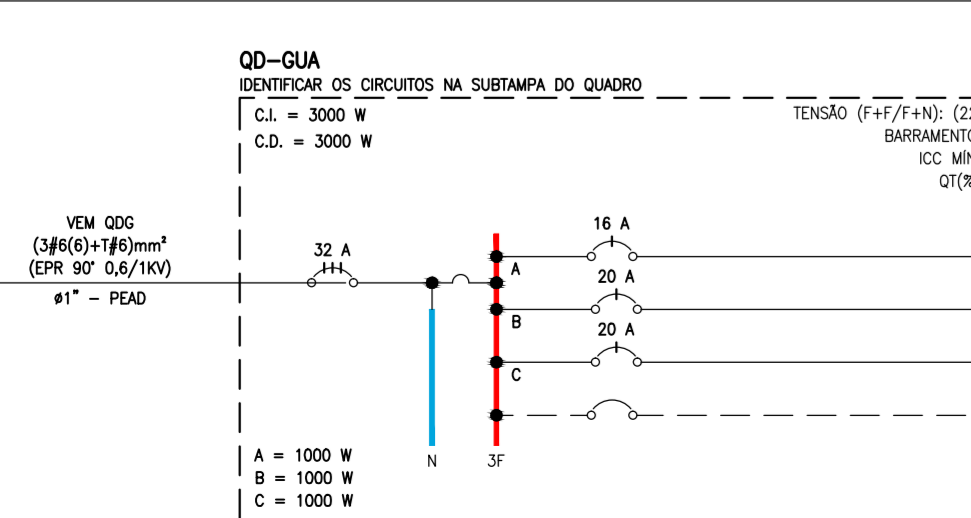 QD-GUA
IDENTIFICAR OS CIRCUITOS NA SUBTAMPA DO QUADRO
C.I. = 3000 W
C.D. = 3000 W
TENSÃO (F+F/F+N): (22
BARRAMENTO
ICC MÍN
QT(%
VEM QDG
(3#6(6)+T#6)mm²
(EPR 90° 0,6/1KV)
ø1" - PEAD
32 A
16 A
A
20 A
B
20 A
C
N
3F
A = 1000 W
B = 1000 W
C = 1000 W